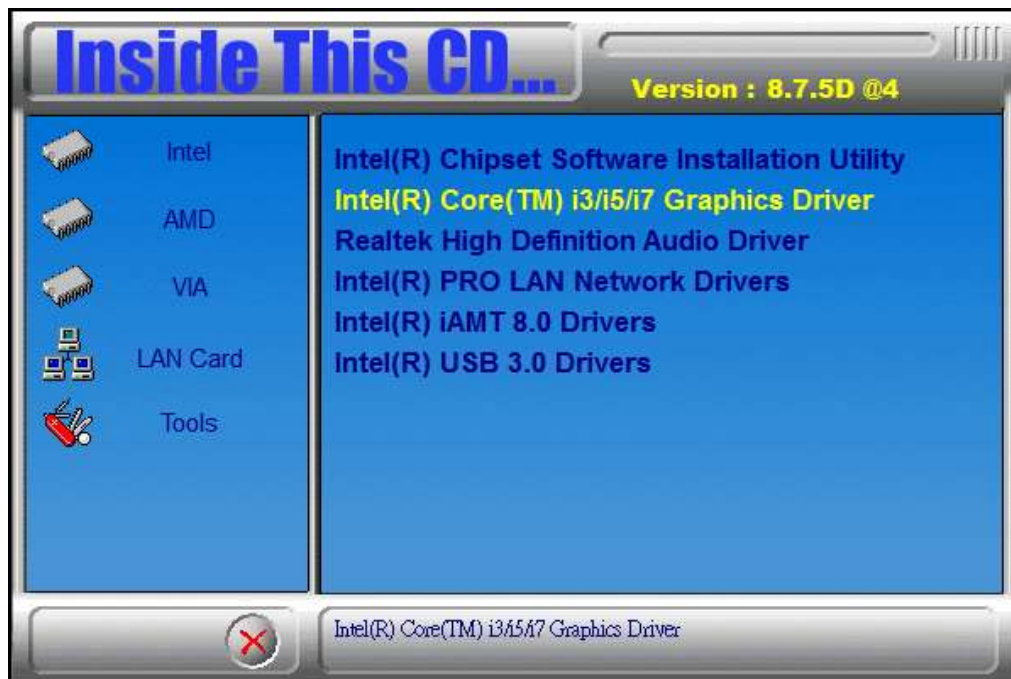 Inside This CD...
Version : 8.7.5D @4
Intel
AMD
VIA
LAN Card
Tools
Intel(R) Chipset Software Installation Utility
Intel(R) Core(TM) i3/i5/i7 Graphics Driver
Realtek High Definition Audio Driver
Intel(R) PRO LAN Network Drivers
Intel(R) iAMT 8.0 Drivers
Intel(R) USB 3.0 Drivers
Intel(R) Core(TM) i3/i5/i7 Graphics Driver